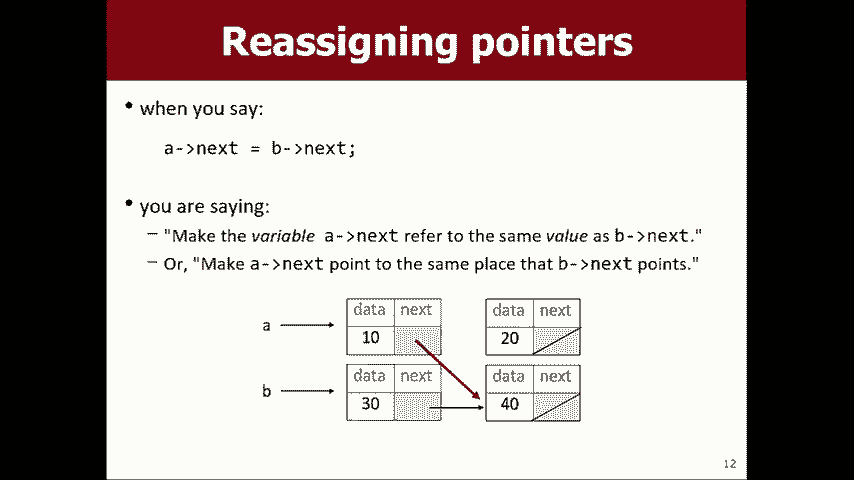 Reassigning pointers
• when you say:
a->next = b->next;
• you are saying:
– "Make the variable a->next refer to the same value as b->next."
– Or, "Make a->next point to the same place that b->next points."
data next data next
a 10 20
data next data next
b 30 40
12